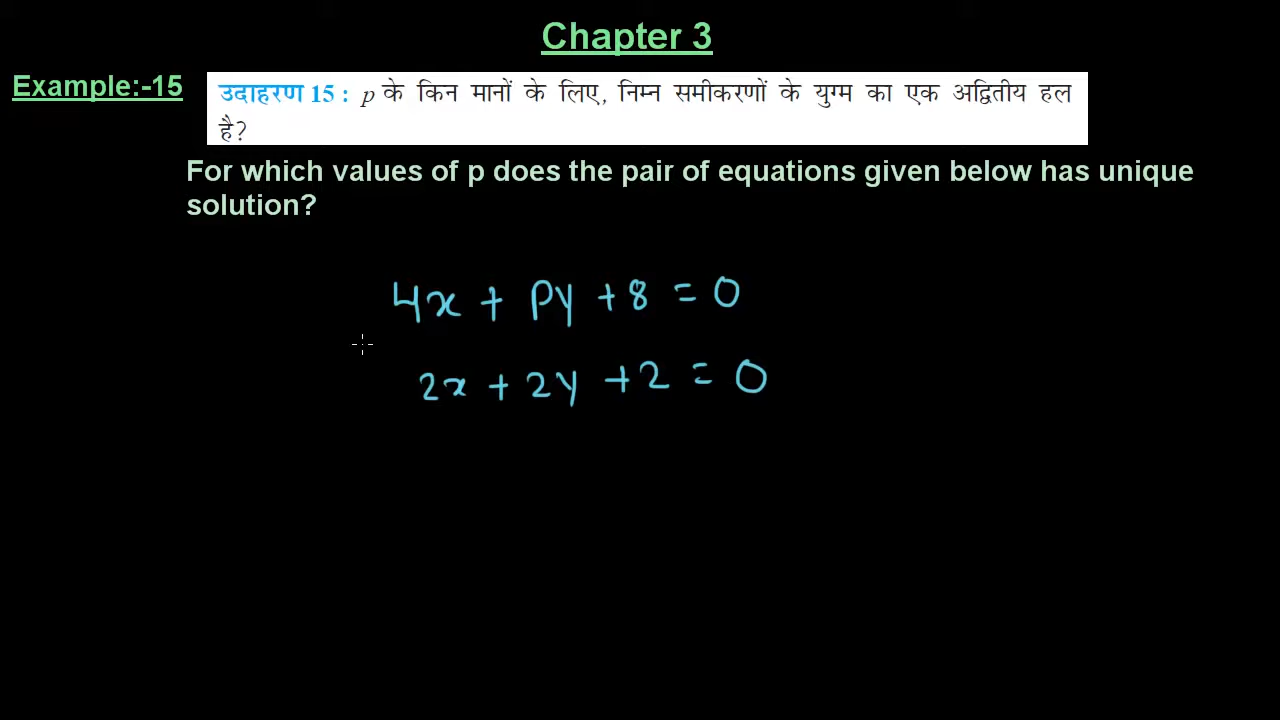 Chapter 3
Example:-15
उदाहरण 15 : p के किन मानों के लिए, निम्न समीकरणों के युग्म का एक अद्वितीय हल
है?
For which values of p does the pair of equations given below has unique
solution?
4x + py + 8 = 0
2x + 2y + 2 = 0